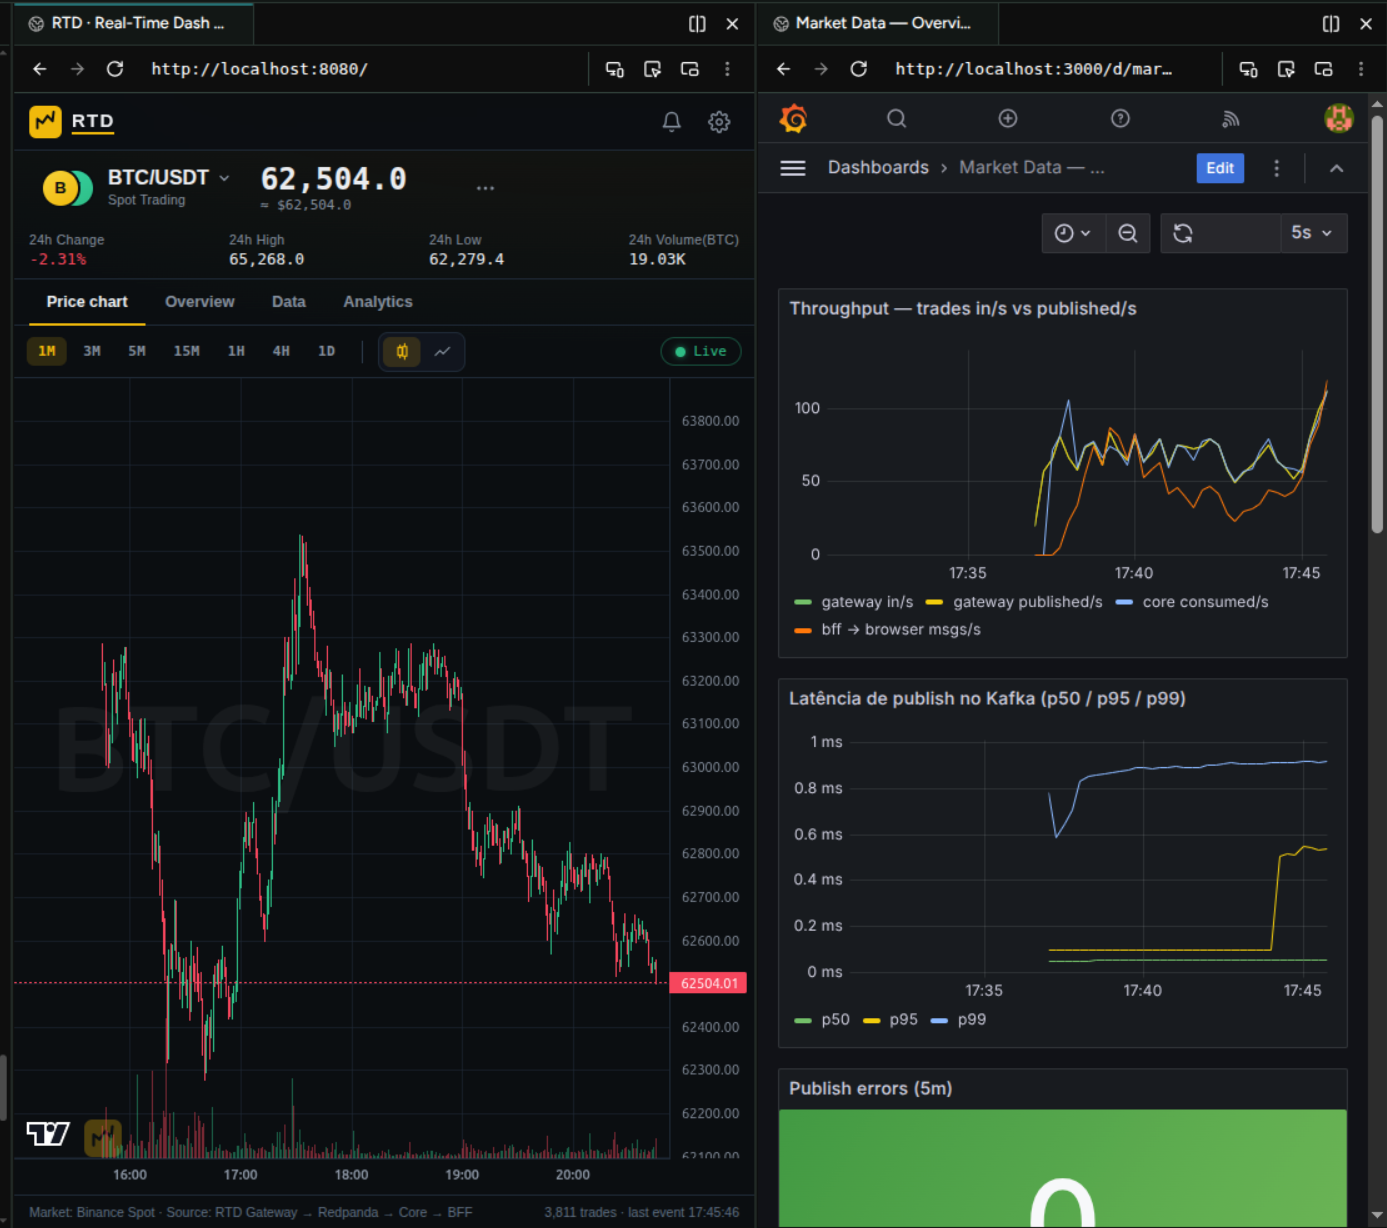 RTD · Real-Time Dash ...
http://localhost:8080/
RTD
B
BTC/USDT
Spot Trading
62,504.0
≈ $62,504.0
24h Change
-2.31%
24h High
65,268.0
24h Low
62,279.4
24h Volume(BTC)
19.03K
Price chart
Overview
Data
Analytics
1M 3M 5M 15M 1H 4H 1D
Live
BTC/USDT
63800.00
63700.00
63600.00
63500.00
63400.00
63300.00
63200.00
63100.00
63000.00
62900.00
62800.00
62700.00
62600.00
62504.01
62400.00
62300.00
62200.00
62100.00
16:00 17:00 18:00 19:00 20:00
Market: Binance Spot · Source: RTD Gateway → Redpanda → Core → BFF
3,811 trades · last event 17:45:46
Market Data — Overvi...
http://localhost:3000/d/mar...
Dashboards › Market Data — ...
Edit
5s
Throughput — trades in/s vs published/s
100
50
0
17:35 17:40 17:45
gateway in/s gateway published/s core consumed/s
bff → browser msgs/s
Latência de publish no Kafka (p50 / p95 / p99)
1 ms
0.8 ms
0.6 ms
0.4 ms
0.2 ms
0 ms
17:35 17:40 17:45
p50 p95 p99
Publish errors (5m)
0